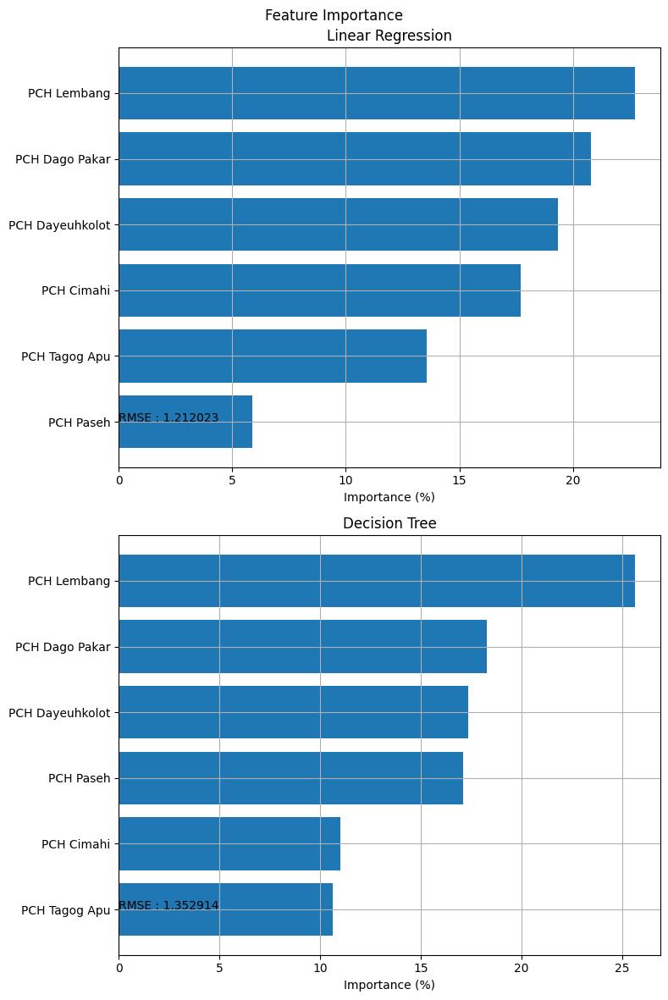 Feature Importance
Linear Regression
PCH Lembang
PCH Dago Pakar
PCH Dayeuhkolot
PCH Cimahi
PCH Tagog Apu
PCH Paseh
RMSE : 1.212023
0 5 10 15 20
Importance (%)
Decision Tree
PCH Lembang
PCH Dago Pakar
PCH Dayeuhkolot
PCH Paseh
PCH Cimahi
PCH Tagog Apu
RMSE : 1.352914
0 5 10 15 20 25
Importance (%)